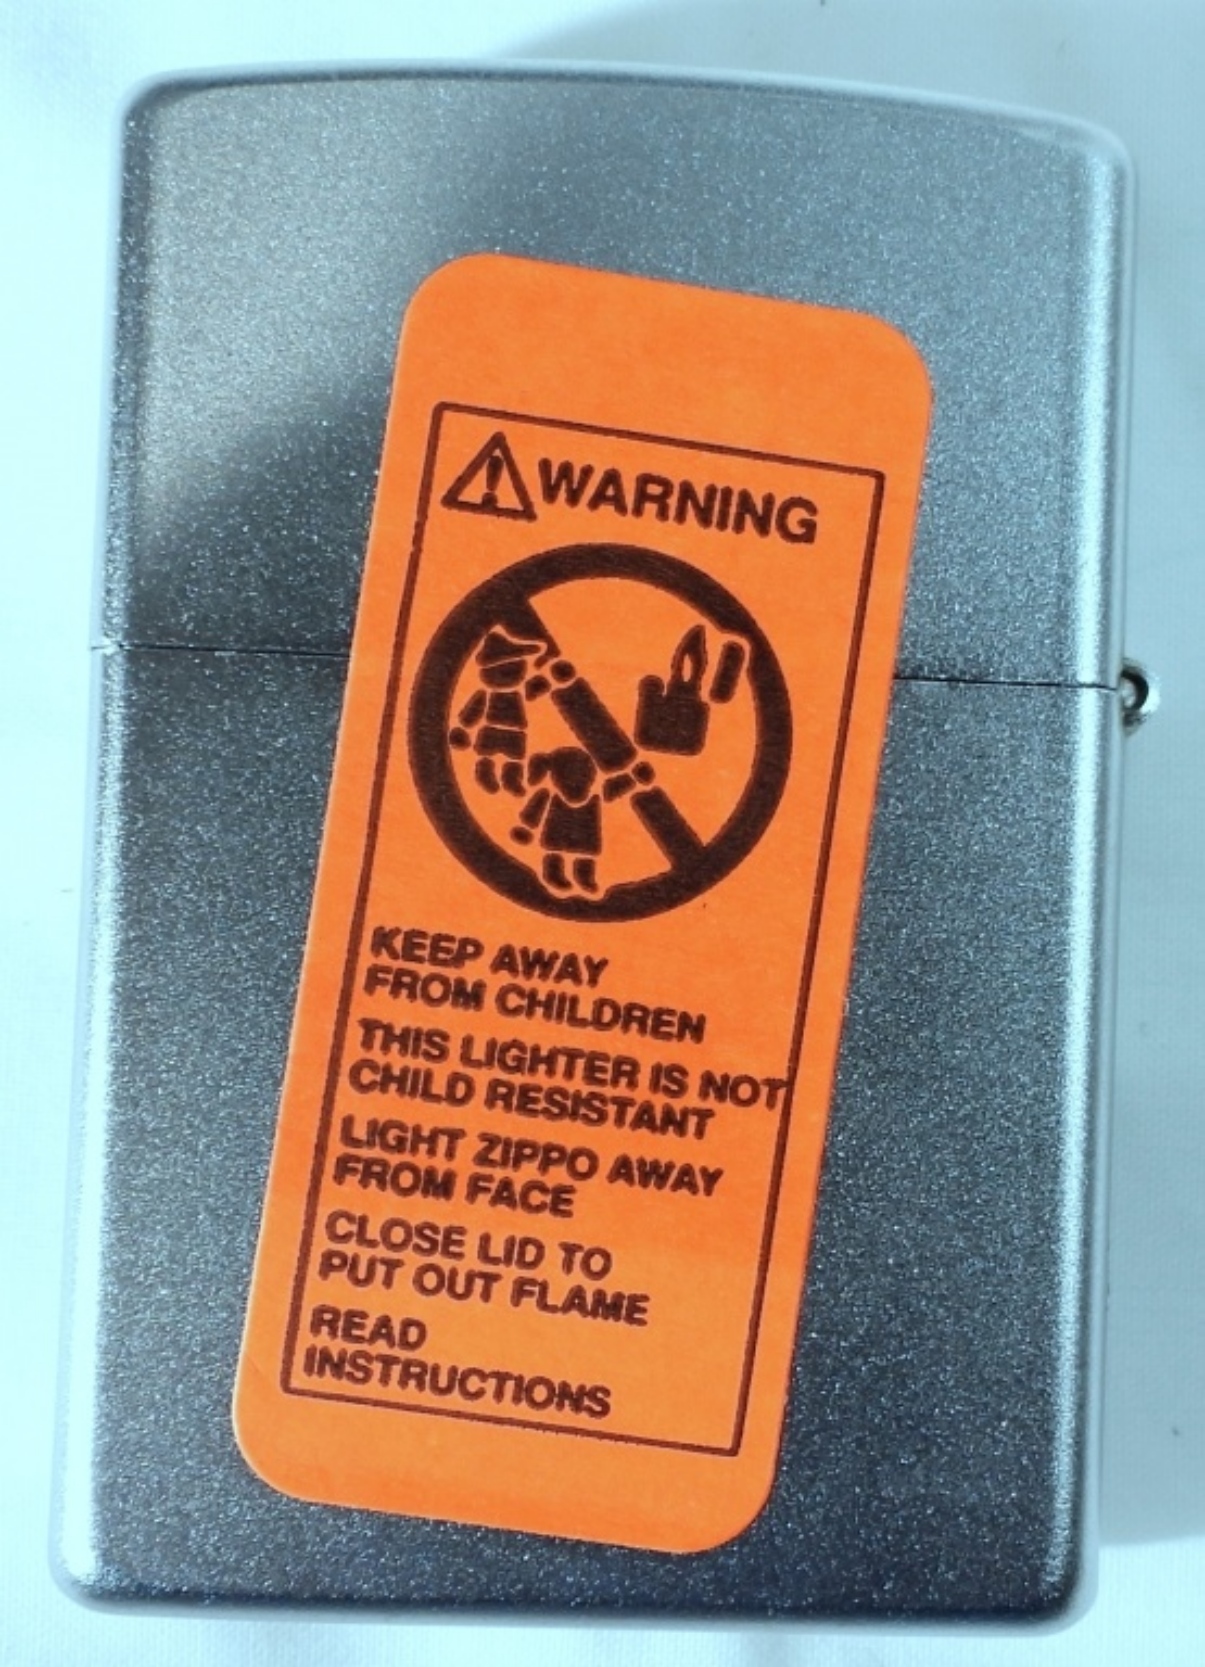 WARNING
KEEP AWAY
FROM CHILDREN
THIS LIGHTER IS NOT
CHILD RESISTANT
LIGHT ZIPPO AWAY
FROM FACE
CLOSE LID TO
PUT OUT FLAME
READ
INSTRUCTIONS